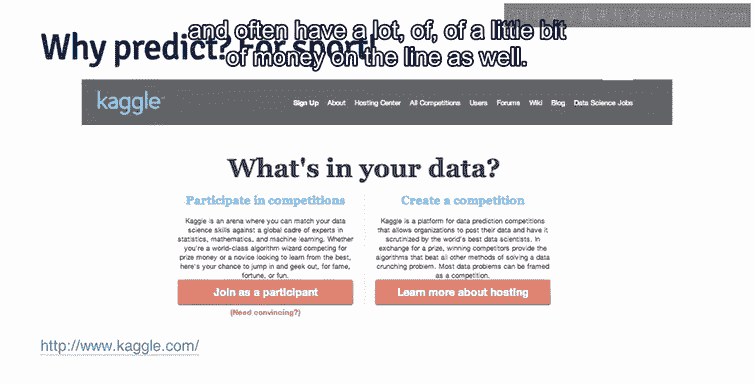 and often have a lot, of, of a little bit
Why predict? For sport!
of money on the line as well.
kaggle
Sign Up About Hosting Center All Competitions Users Forums Wiki Blog Data Science Jobs
What's in your data?
Participate in competitions
Kaggle is an arena where you can match your data
science skills against a global cadre of experts in
statistics, mathematics, and machine learning. Whether
you're a world-class algorithm wizard competing for
prize money or a novice looking to learn from the best,
here's your chance to jump in and geek out, for fame,
fortune, or fun.
Join as a participant
(Need convincing?)
Create a competition
Kaggle is a platform for data prediction competitions
that allows organizations to post their data and have it
scrutinized by the world's best data scientists. In
exchange for a prize, winning competitors provide the
algorithms that beat all other methods of solving a data
crunching problem. Most data problems can be framed
as a competition.
Learn more about hosting
http://www.kaggle.com/